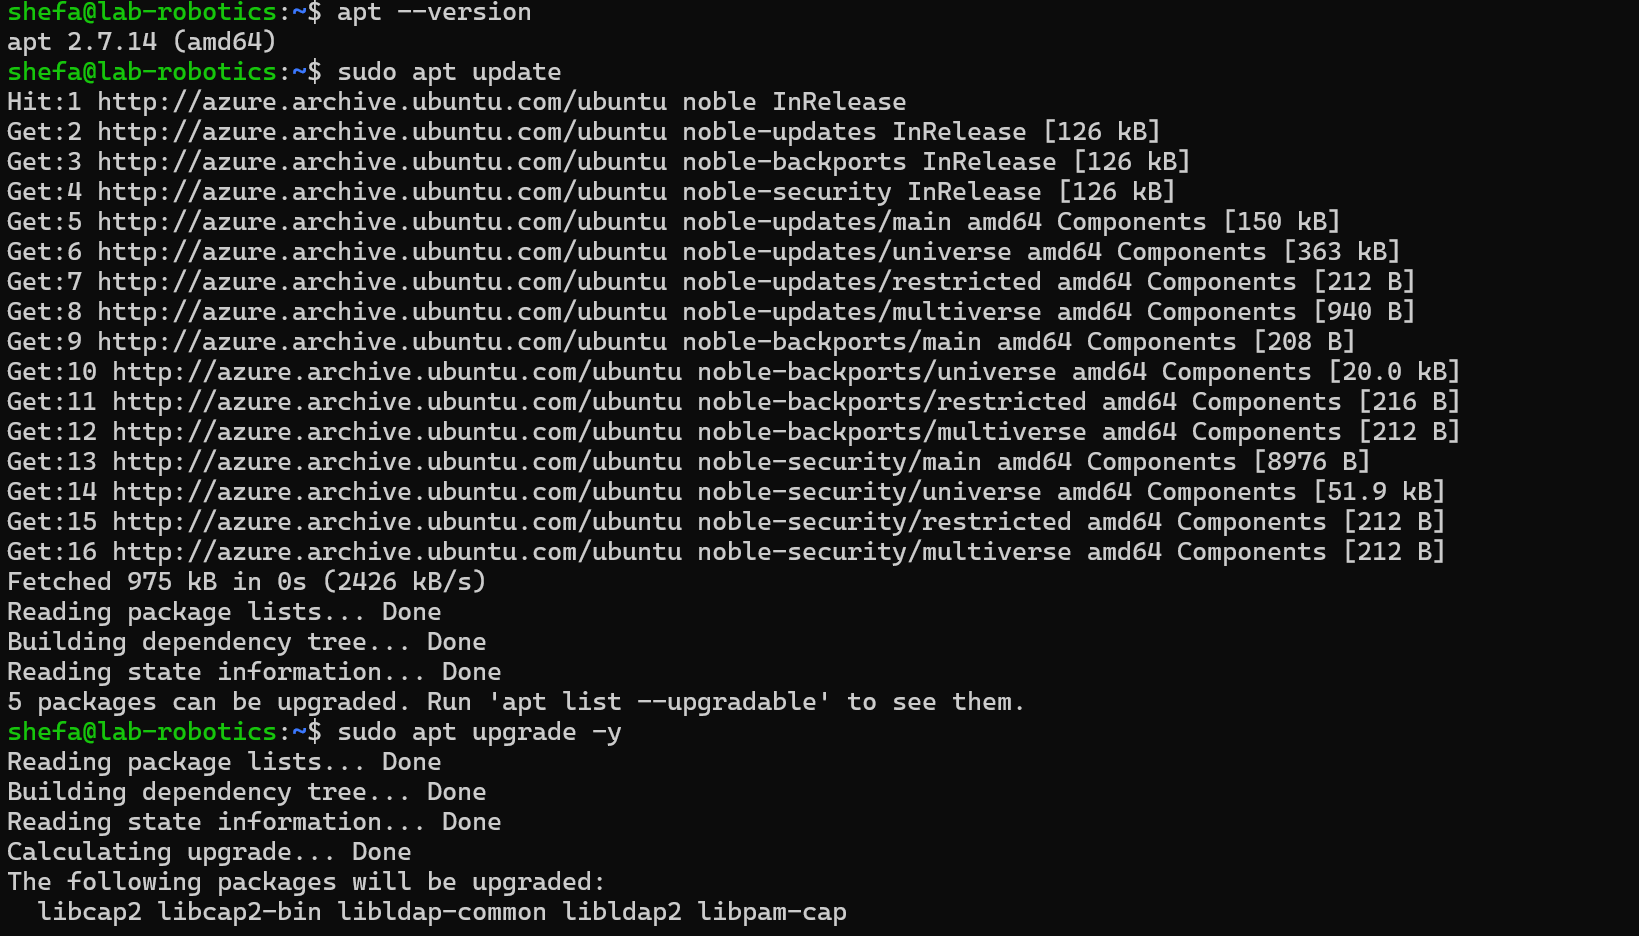 shefa@lab-robotics:~$ apt --version
apt 2.7.14 (amd64)
shefa@lab-robotics:~$ sudo apt update
Hit:1 http://azure.archive.ubuntu.com/ubuntu noble InRelease
Get:2 http://azure.archive.ubuntu.com/ubuntu noble-updates InRelease [126 kB]
Get:3 http://azure.archive.ubuntu.com/ubuntu noble-backports InRelease [126 kB]
Get:4 http://azure.archive.ubuntu.com/ubuntu noble-security InRelease [126 kB]
Get:5 http://azure.archive.ubuntu.com/ubuntu noble-updates/main amd64 Components [150 kB]
Get:6 http://azure.archive.ubuntu.com/ubuntu noble-updates/universe amd64 Components [363 kB]
Get:7 http://azure.archive.ubuntu.com/ubuntu noble-updates/restricted amd64 Components [212 B]
Get:8 http://azure.archive.ubuntu.com/ubuntu noble-updates/multiverse amd64 Components [940 B]
Get:9 http://azure.archive.ubuntu.com/ubuntu noble-backports/main amd64 Components [208 B]
Get:10 http://azure.archive.ubuntu.com/ubuntu noble-backports/universe amd64 Components [20.0 kB]
Get:11 http://azure.archive.ubuntu.com/ubuntu noble-backports/restricted amd64 Components [216 B]
Get:12 http://azure.archive.ubuntu.com/ubuntu noble-backports/multiverse amd64 Components [212 B]
Get:13 http://azure.archive.ubuntu.com/ubuntu noble-security/main amd64 Components [8976 B]
Get:14 http://azure.archive.ubuntu.com/ubuntu noble-security/universe amd64 Components [51.9 kB]
Get:15 http://azure.archive.ubuntu.com/ubuntu noble-security/restricted amd64 Components [212 B]
Get:16 http://azure.archive.ubuntu.com/ubuntu noble-security/multiverse amd64 Components [212 B]
Fetched 975 kB in 0s (2426 kB/s)
Reading package lists... Done
Building dependency tree... Done
Reading state information... Done
5 packages can be upgraded. Run 'apt list --upgradable' to see them.
shefa@lab-robotics:~$ sudo apt upgrade -y
Reading package lists... Done
Building dependency tree... Done
Reading state information... Done
Calculating upgrade... Done
The following packages will be upgraded:
  libcap2 libcap2-bin libldap-common libldap2 libpam-cap